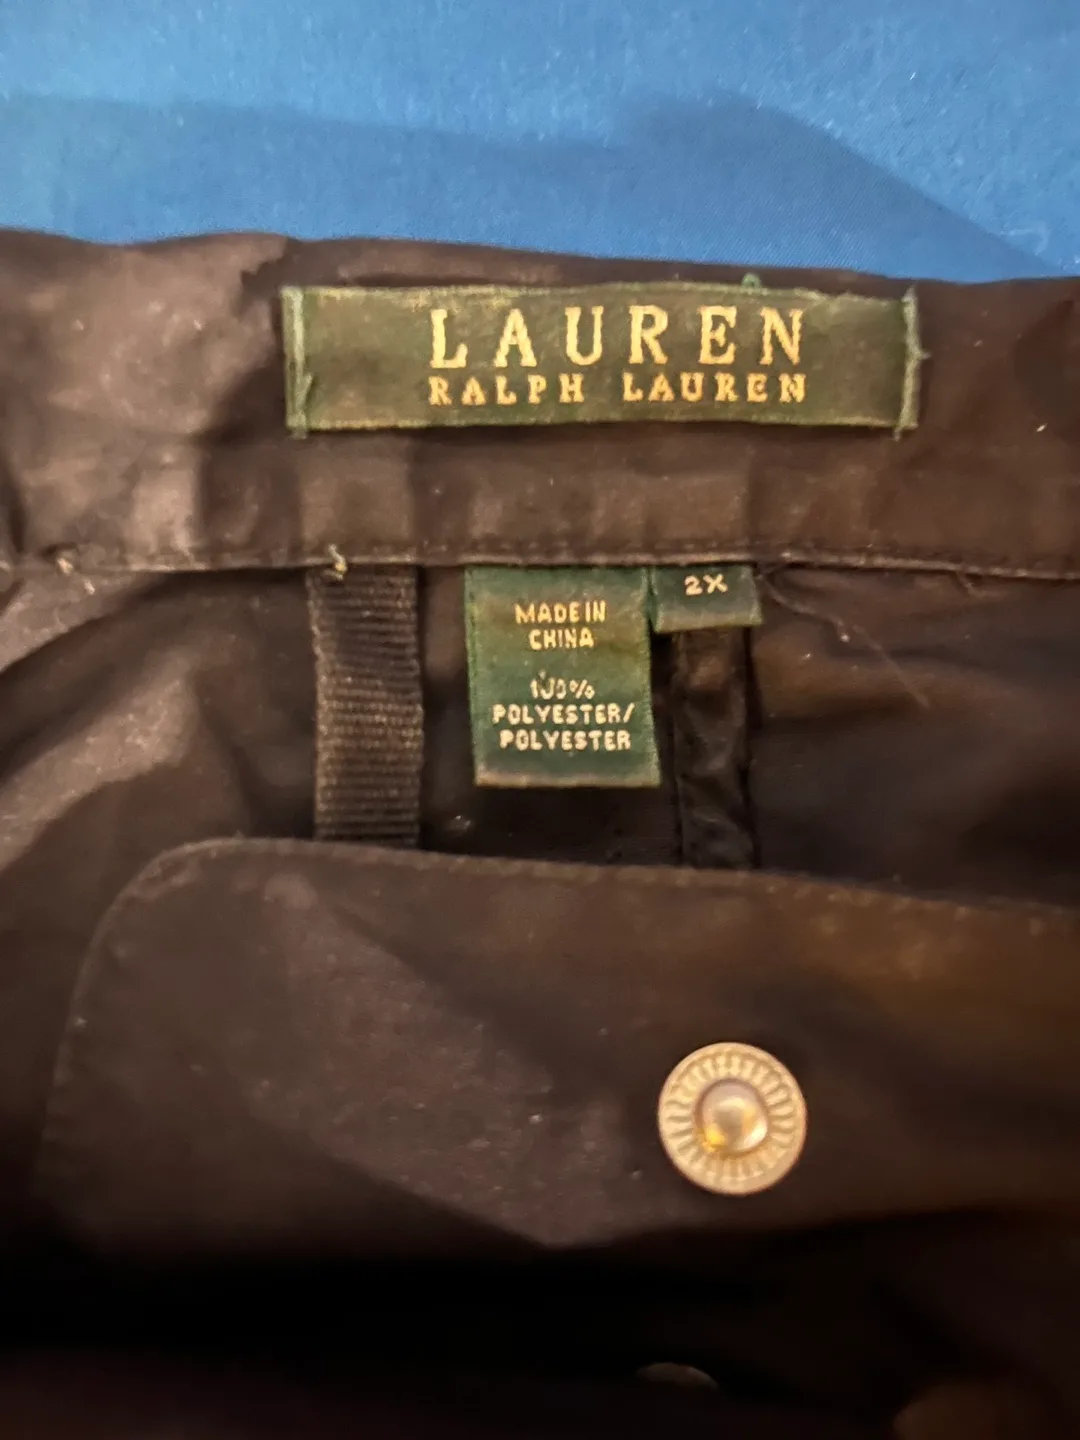 LAUREN
RALPH LAUREN
2X
MADE IN
CHINA
100%
POLYESTER/
POLYESTER